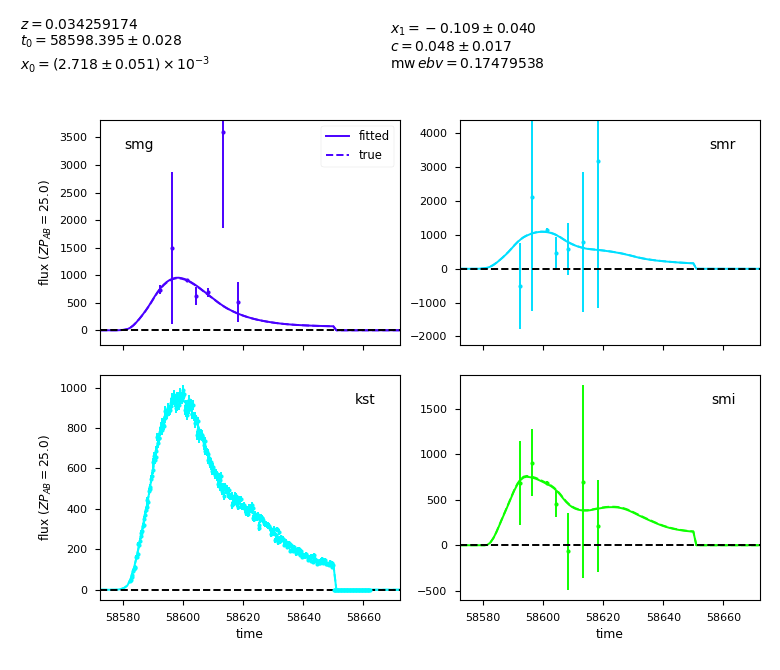 z = 0.034259174
t₀ = 58598.395 ± 0.028
x₀ = (2.718 ± 0.051) × 10⁻³
x₁ = −0.109 ± 0.040
c = 0.048 ± 0.017
mw ebv = 0.17479538
smg
fitted
true
flux (ZP_AB = 25.0)
3500
3000
2500
2000
1500
1000
500
0
smr
4000
3000
2000
1000
0
−1000
−2000
kst
flux (ZP_AB = 25.0)
1000
800
600
400
200
0
58580 58600 58620 58640 58660
time
smi
1500
1000
500
0
−500
58580 58600 58620 58640 58660
time